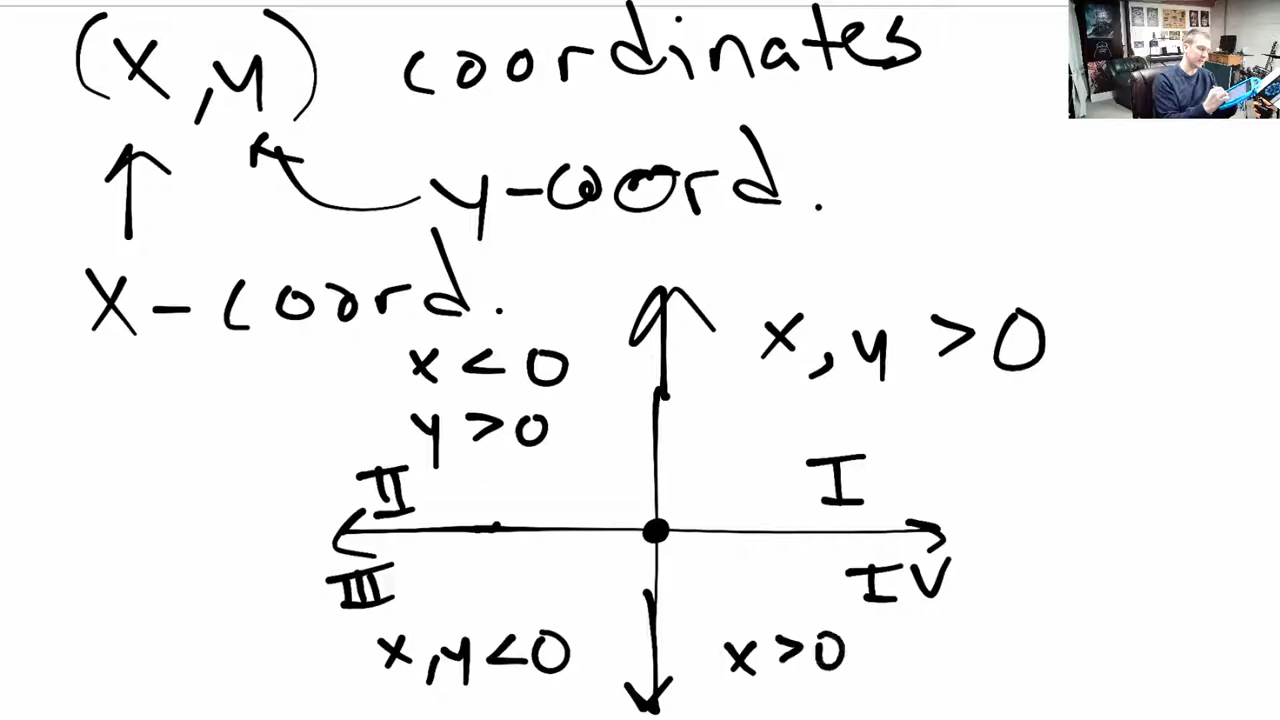 (x,y) coordinates
y-coord.
x-coord.
x<0
x,y>0
y>0
II
I
III
IV
x,y<0
x>0